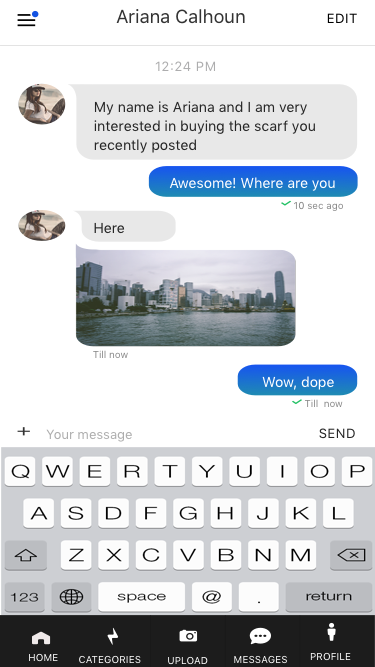 Ariana Calhoun
EDIT
12:24 PM
My name is Ariana and I am very
interested in buying the scarf you
recently posted
Awesome! Where are you
10 sec ago
Here
Till now
Wow, dope
Till now
Your message
SEND
Q W E R T Y U I O P
A S D F G H J K L
Z X C V B N M
123 space @ . return
HOME CATEGORIES UPLOAD MESSAGES PROFILE